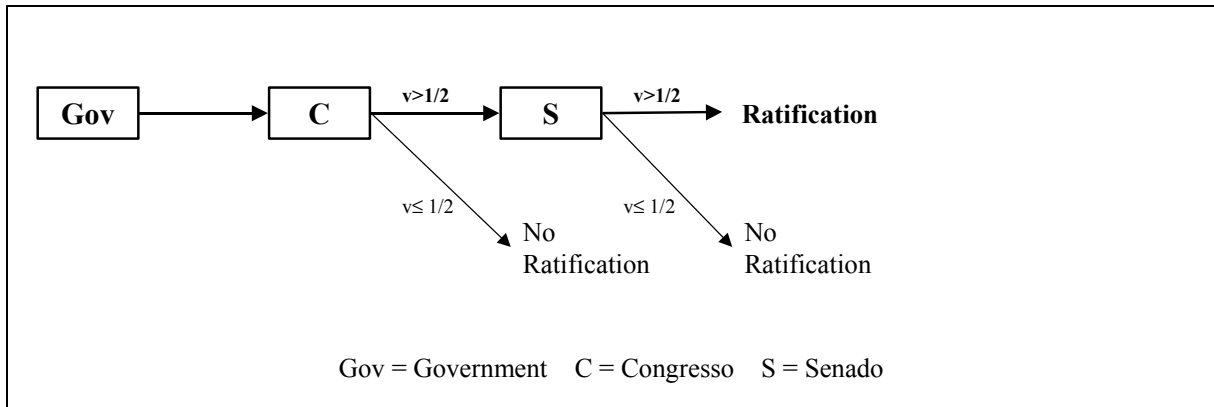 v>1/2
v>1/2
Gov
C
S
Ratification
v≤ 1/2
v≤ 1/2
No
Ratification
No
Ratification
Gov = Government C = Congresso S = Senado